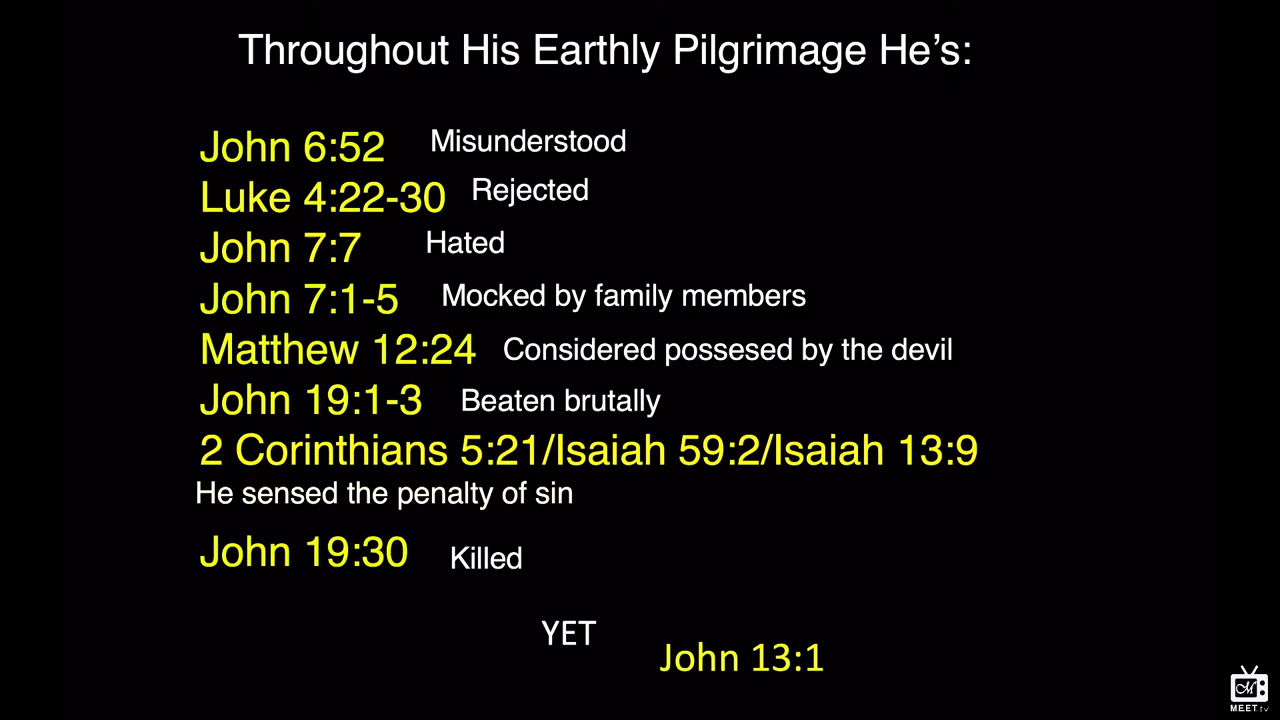 Throughout His Earthly Pilgrimage He's:
John 6:52 Misunderstood
Luke 4:22-30 Rejected
John 7:7 Hated
John 7:1-5 Mocked by family members
Matthew 12:24 Considered possesed by the devil
John 19:1-3 Beaten brutally
2 Corinthians 5:21/Isaiah 59:2/Isaiah 13:9
He sensed the penalty of sin
John 19:30 Killed
YET
John 13:1
M
MEET.TV